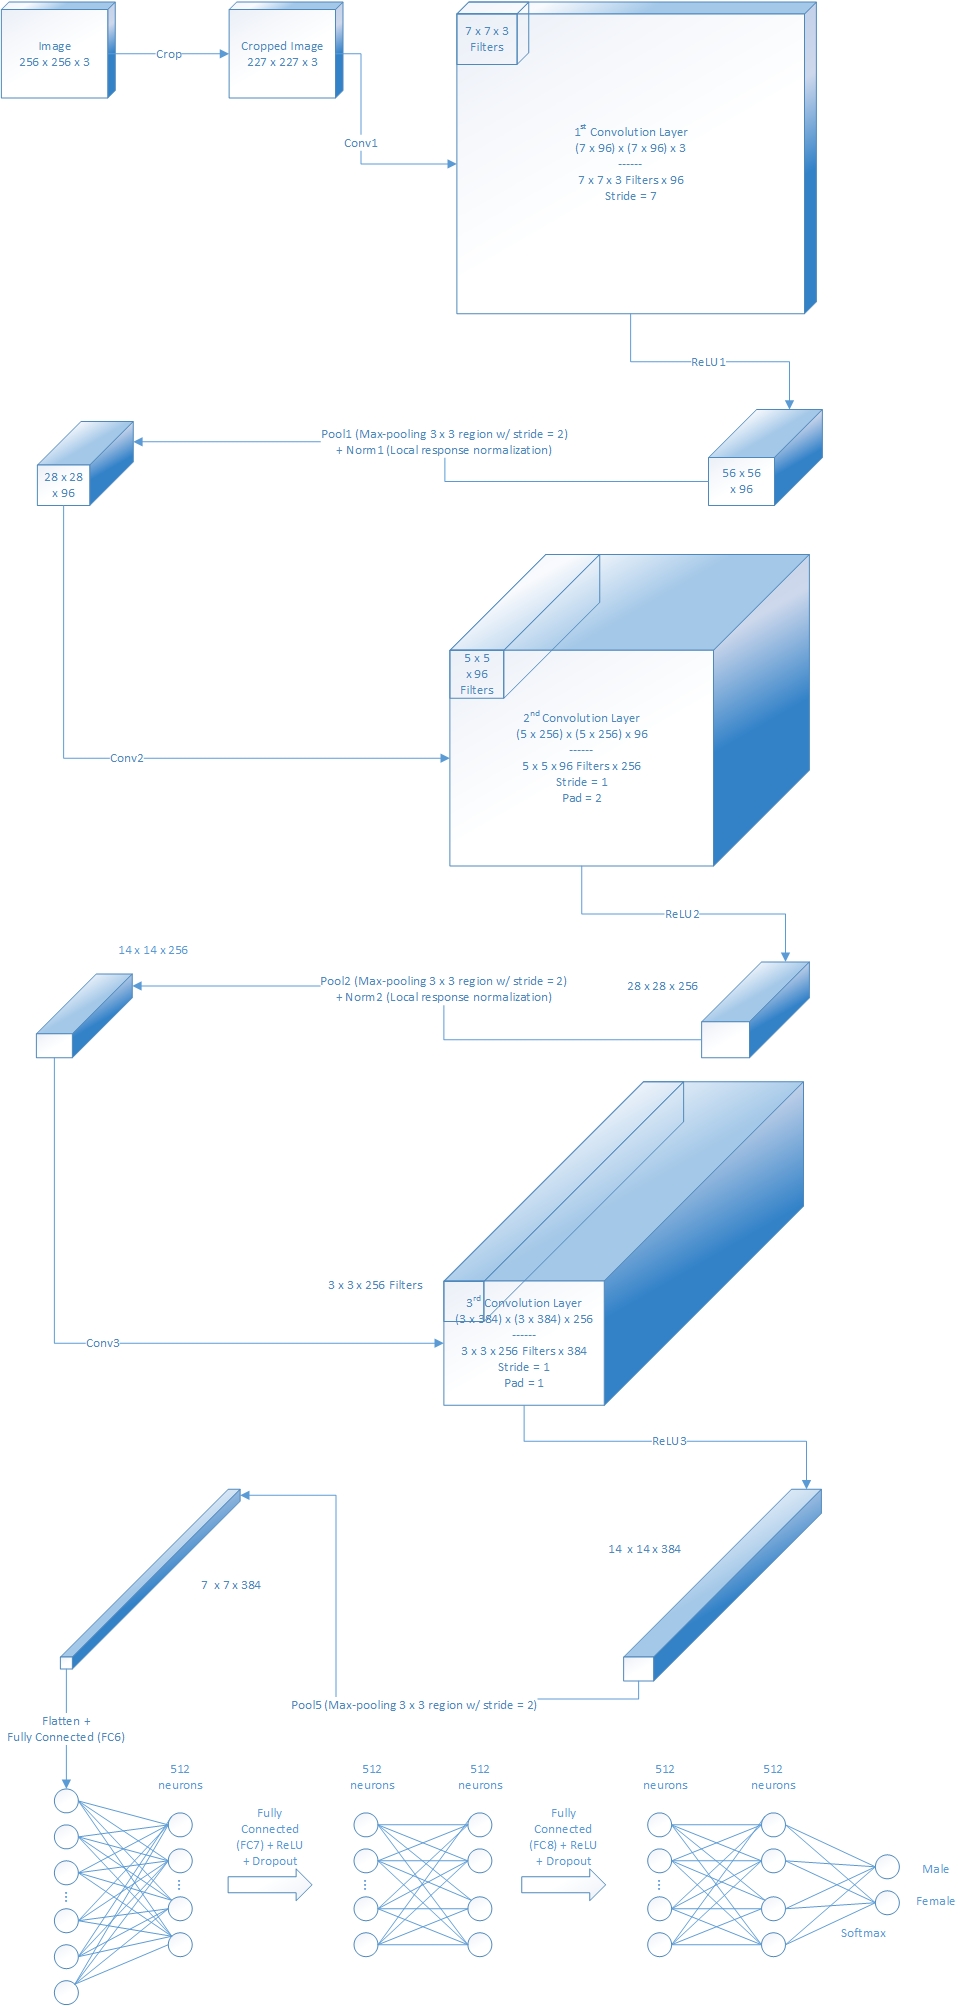 Image
256 x 256 x 3
Crop
Cropped Image
227 x 227 x 3
Conv1
7 x 7 x 3
Filters
1st Convolution Layer
(7 x 96) x (7 x 96) x 3
------
7 x 7 x 3 Filters x 96
Stride = 7
ReLU1
56 x 56
x 96
Pool1 (Max-pooling 3 x 3 region w/ stride = 2)
+ Norm1 (Local response normalization)
28 x 28
x 96
Conv2
5 x 5
x 96
Filters
2nd Convolution Layer
(5 x 256) x (5 x 256) x 96
------
5 x 5 x 96 Filters x 256
Stride = 1
Pad = 2
ReLU2
28 x 28 x 256
Pool2 (Max-pooling 3 x 3 region w/ stride = 2)
+ Norm2 (Local response normalization)
14 x 14 x 256
Conv3
3 x 3 x 256 Filters
3rd Convolution Layer
(3 x 384) x (3 x 384) x 256
------
3 x 3 x 256 Filters x 384
Stride = 1
Pad = 1
ReLU3
14 x 14 x 384
Pool5 (Max-pooling 3 x 3 region w/ stride = 2)
7 x 7 x 384
Flatten +
Fully Connected (FC6)
512
neurons
Fully
Connected
(FC7) + ReLU
+ Dropout
512
neurons
512
neurons
Fully
Connected
(FC8) + ReLU
+ Dropout
512
neurons
512
neurons
Male
Female
Softmax